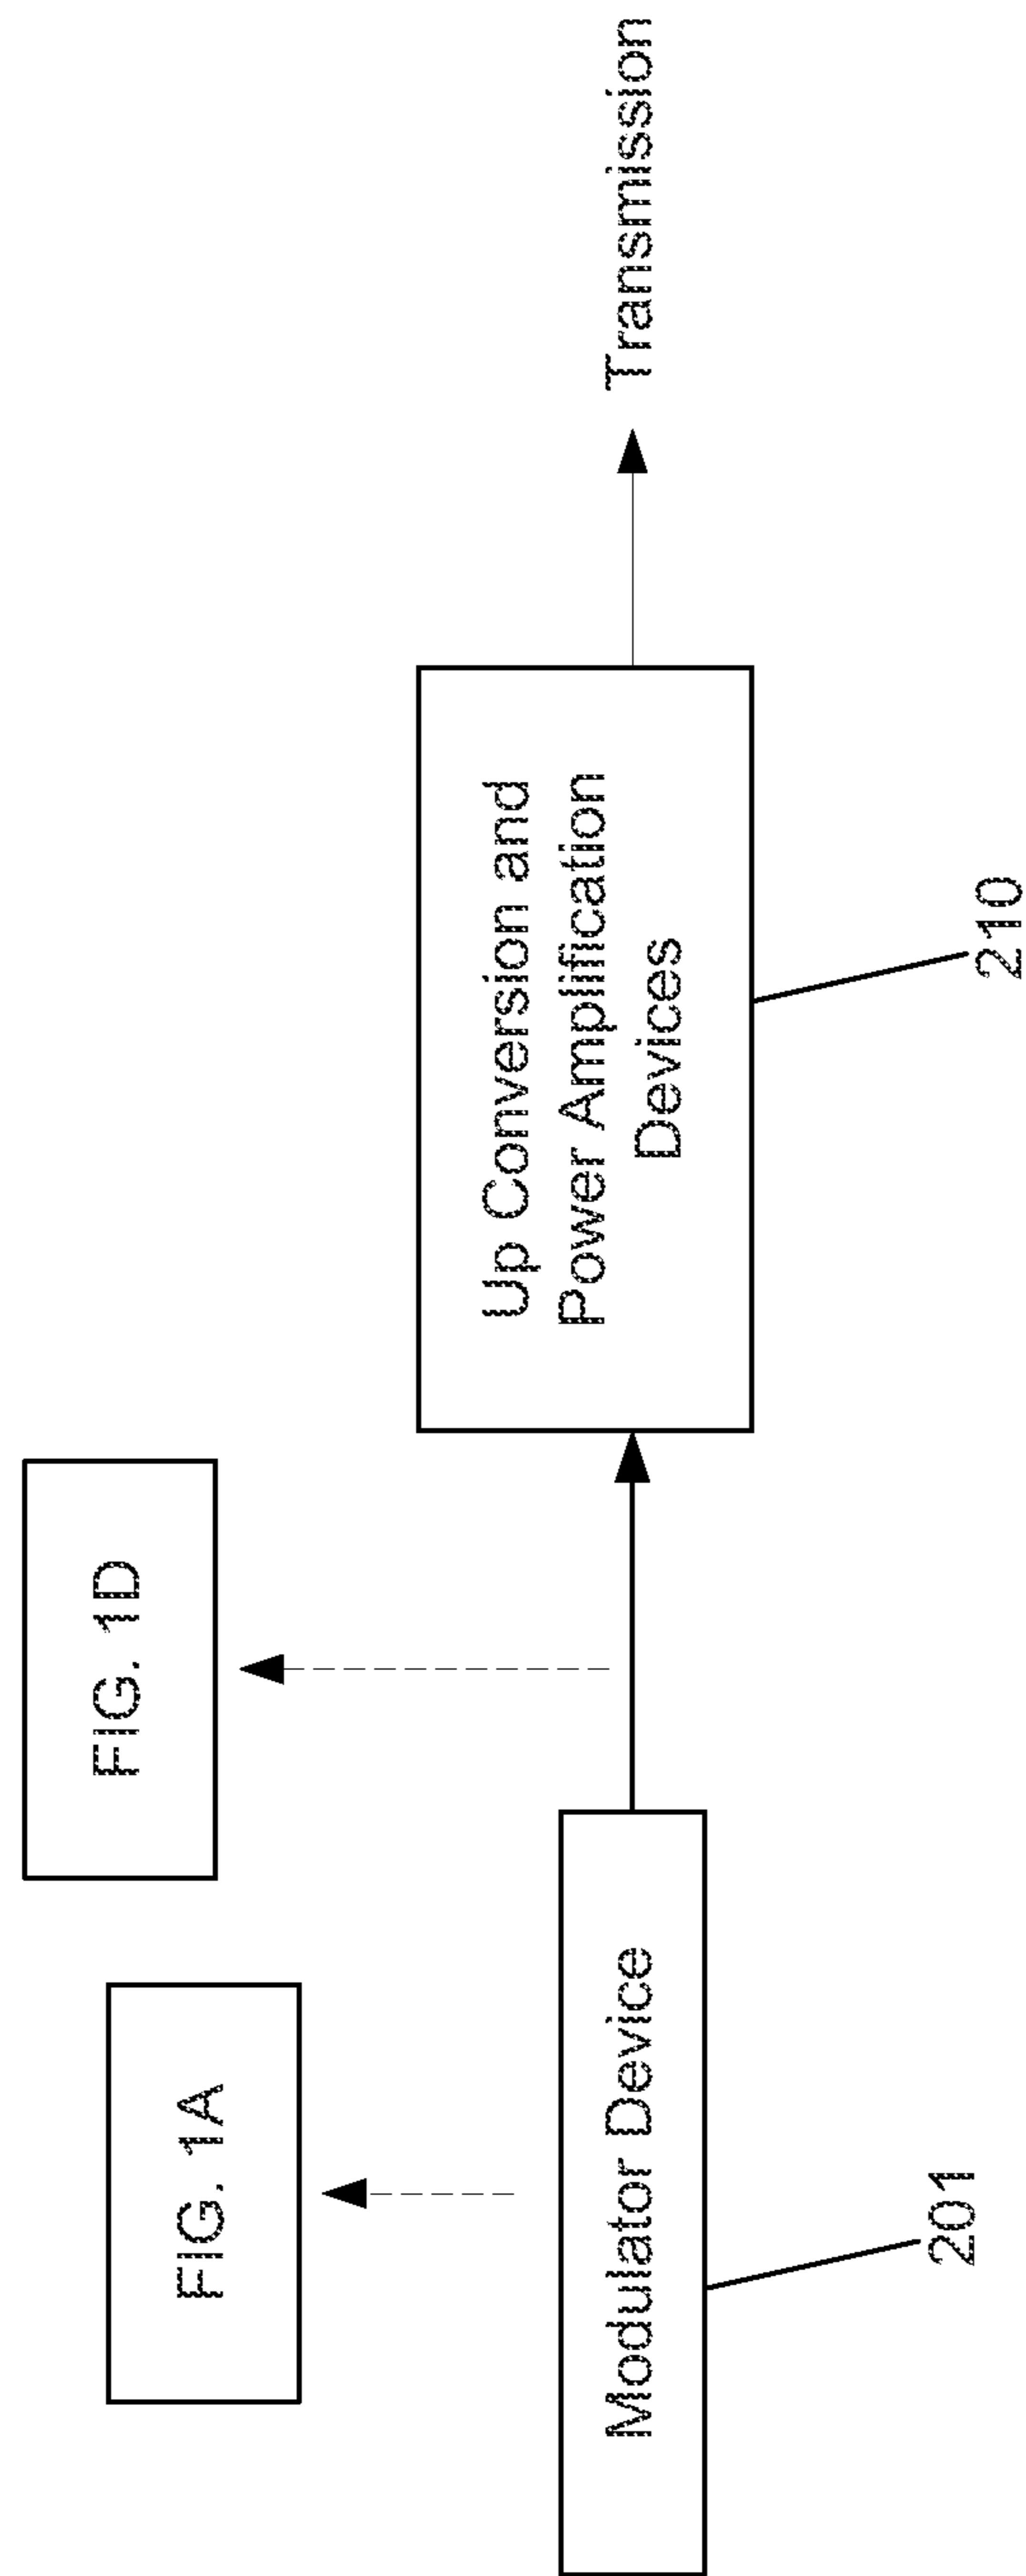 FIG. 1D
FIG. 1A
Modulator Device
201
Up Conversion and
Power Amplification
Devices
210
Transmission